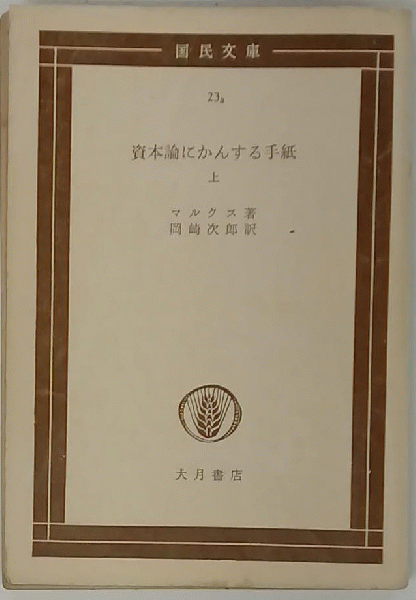 国民文庫
23a
資本論にかんする手紙
上
マルクス著
岡崎次郎訳
大月書店